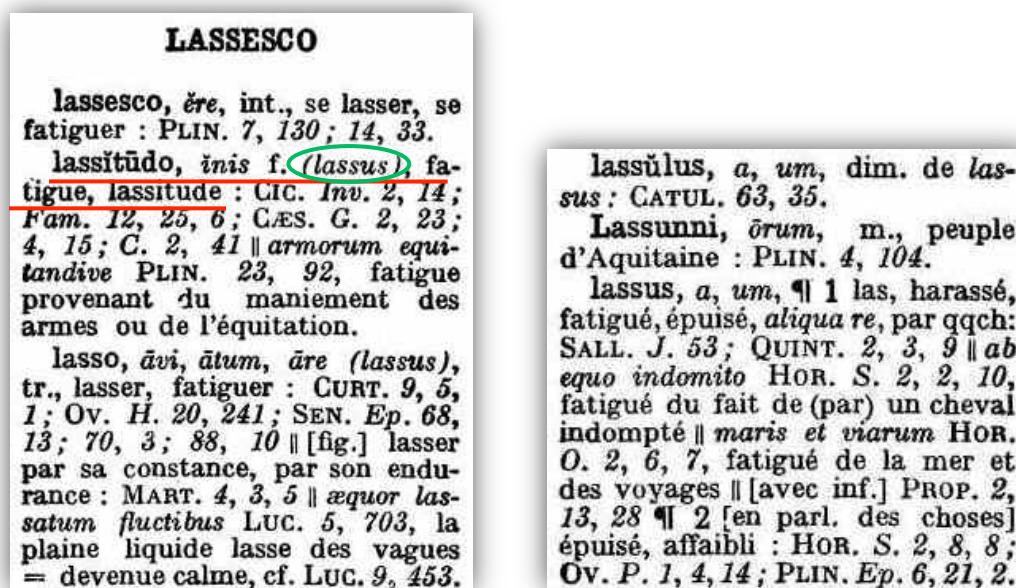 LASSESCO
lassesco, ĕre, int., se lasser, se
fatiguer : PLIN. 7, 130 ; 14, 33.
lassĭtūdo, ĭnis f. (lassus), fa-
tigue, lassitude : CIC. Inv. 2, 14 ;
Fam. 12, 25, 6 ; CÆS. G. 2, 23 ;
4, 15 ; C. 2, 41 ‖ armorum equi-
tandive PLIN. 23, 92, fatigue
provenant du maniement des
armes ou de l'équitation.
lasso, āvi, ātum, āre (lassus),
tr., lasser, fatiguer : CURT. 9, 5,
1 ; OV. H. 20, 241 ; SEN. Ep. 68,
13 ; 70, 3 ; 88, 10 ‖ [fig.] lasser
par sa constance, par son endu-
rance : MART. 4, 3, 5 ‖ æquor las-
satum fluctibus LUC. 5, 703, la
plaine liquide lasse des vagues
= devenue calme, cf. LUC. 9, 453.
lassŭlus, a, um, dim. de las-
sus : CATUL. 63, 35.
Lassunni, ōrum, m., peuple
d'Aquitaine : PLIN. 4, 104.
lassus, a, um, ¶ 1 las, harassé,
fatigué, épuisé, aliqua re, par qqch:
SALL. J. 53 ; QUINT. 2, 3, 9 ‖ ab
equo indomito HOR. S. 2, 2, 10,
fatigué du fait de (par) un cheval
indompté ‖ maris et viarum HOR.
O. 2, 6, 7, fatigué de la mer et
des voyages ‖ [avec inf.] PROP. 2,
13, 28 ¶ 2 [en parl. des choses]
épuisé, affaibli : HOR. S. 2, 8, 8 ;
OV. P. 1, 4, 14 ; PLIN. Ep. 6, 21, 2.